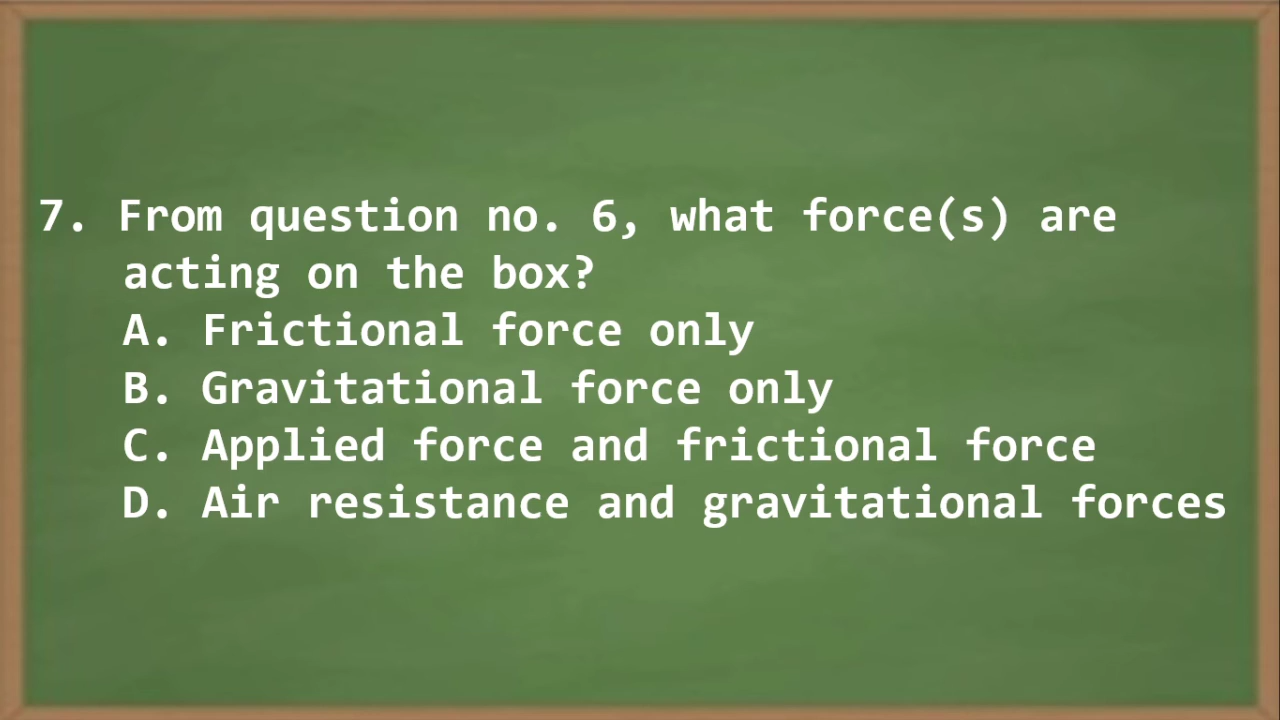 7. From question no. 6, what force(s) are
acting on the box?
A. Frictional force only
B. Gravitational force only
C. Applied force and frictional force
D. Air resistance and gravitational forces